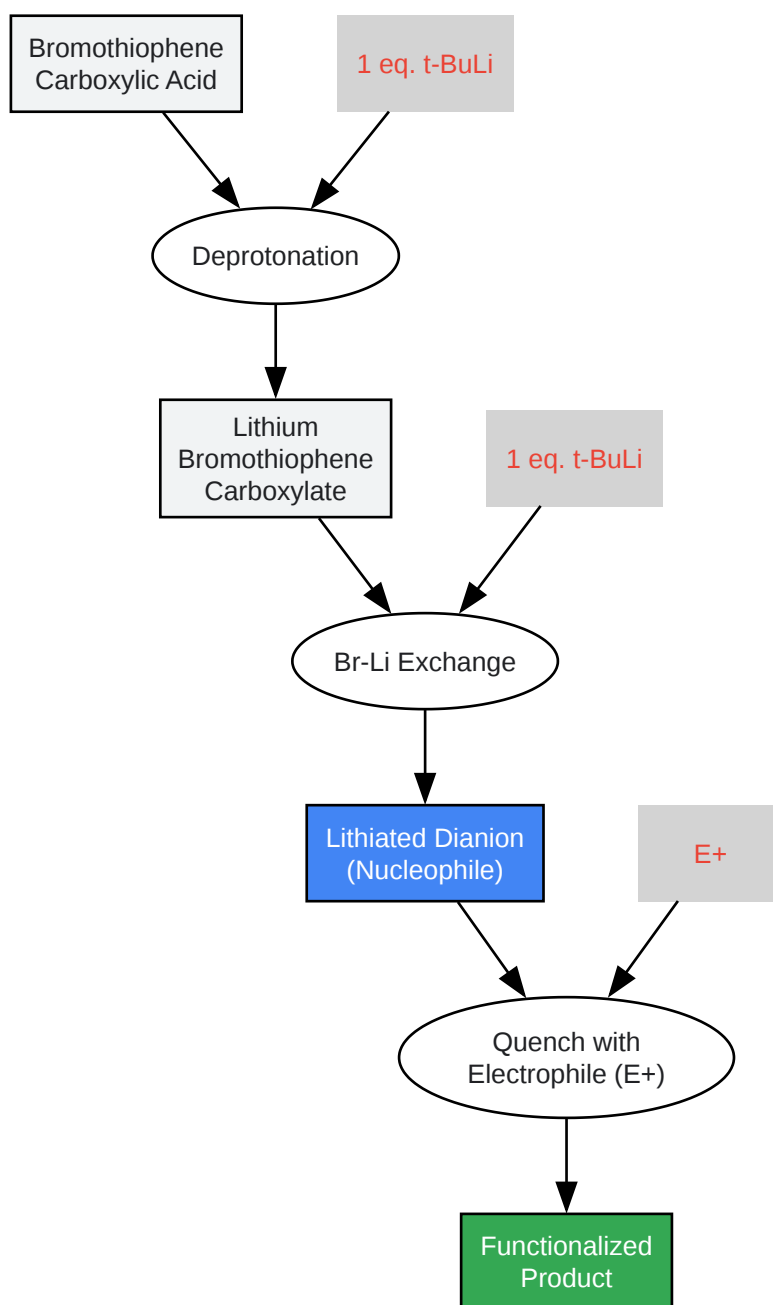 Bromothiophene
Carboxylic Acid
1 eq. t-BuLi
Deprotonation
Lithium
Bromothiophene
Carboxylate
1 eq. t-BuLi
Br-Li Exchange
Lithiated Dianion
(Nucleophile)
E+
Quench with
Electrophile (E+)
Functionalized
Product